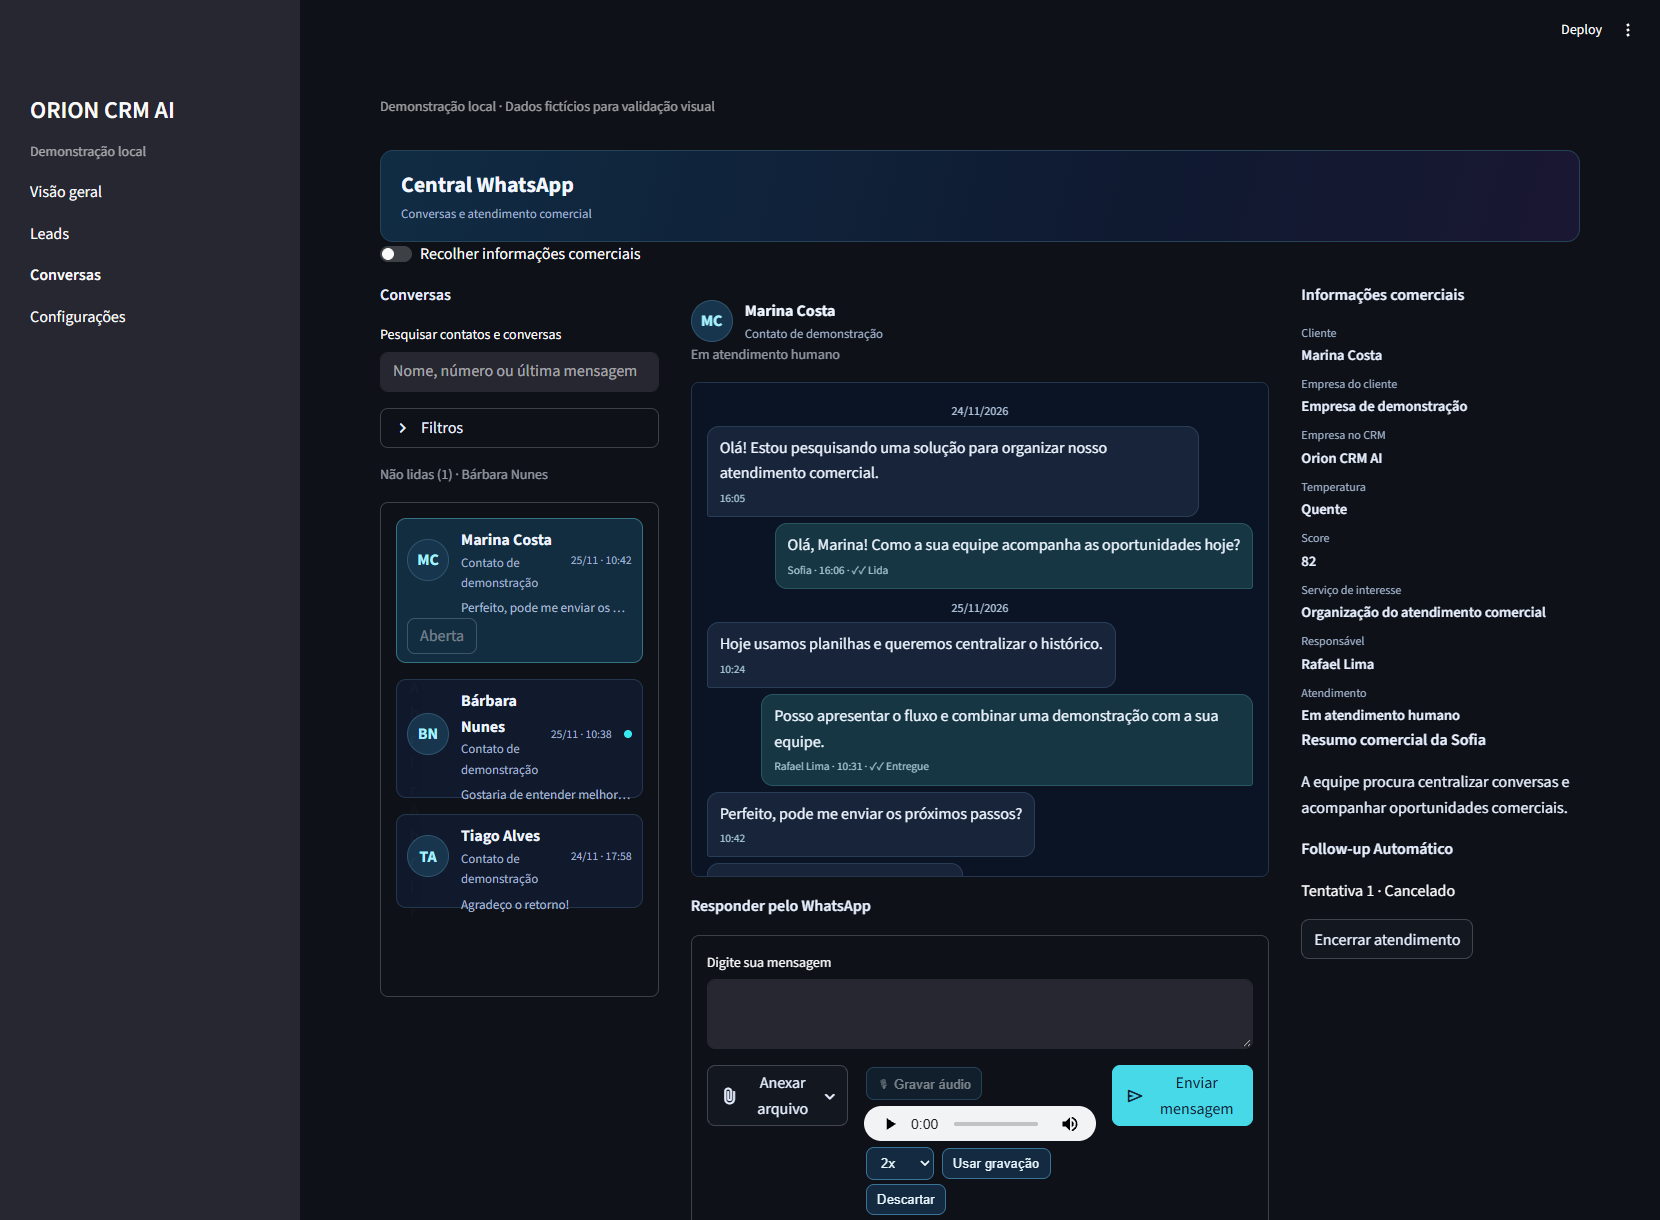 Deploy
ORION CRM AI
Demonstração local
Visão geral
Leads
Conversas
Configurações
Demonstração local · Dados fictícios para validação visual
Central WhatsApp
Conversas e atendimento comercial
Recolher informações comerciais
Conversas
Pesquisar contatos e conversas
Nome, número ou última mensagem
Filtros
Não lidas (1) · Bárbara Nunes
MC
Marina Costa
Contato de
demonstração
25/11 · 10:42
Perfeito, pode me enviar os ...
Aberta
BN
Bárbara
Nunes
Contato de
demonstração
25/11 · 10:38
Gostaria de entender melhor...
TA
Tiago Alves
Contato de
demonstração
24/11 · 17:58
Agradeço o retorno!
MC
Marina Costa
Contato de demonstração
Em atendimento humano
24/11/2026
Olá! Estou pesquisando uma solução para organizar nosso
atendimento comercial.
16:05
Olá, Marina! Como a sua equipe acompanha as oportunidades hoje?
Sofia · 16:06 · ✓✓ Lida
25/11/2026
Hoje usamos planilhas e queremos centralizar o histórico.
10:24
Posso apresentar o fluxo e combinar uma demonstração com a sua
equipe.
Rafael Lima · 10:31 · ✓✓ Entregue
Perfeito, pode me enviar os próximos passos?
10:42
Responder pelo WhatsApp
Digite sua mensagem
Anexar
arquivo
Gravar áudio
0:00
2x
Usar gravação
Descartar
Enviar
mensagem
Informações comerciais
Cliente
Marina Costa
Empresa do cliente
Empresa de demonstração
Empresa no CRM
Orion CRM AI
Temperatura
Quente
Score
82
Serviço de interesse
Organização do atendimento comercial
Responsável
Rafael Lima
Atendimento
Em atendimento humano
Resumo comercial da Sofia
A equipe procura centralizar conversas e
acompanhar oportunidades comerciais.
Follow-up Automático
Tentativa 1 · Cancelado
Encerrar atendimento